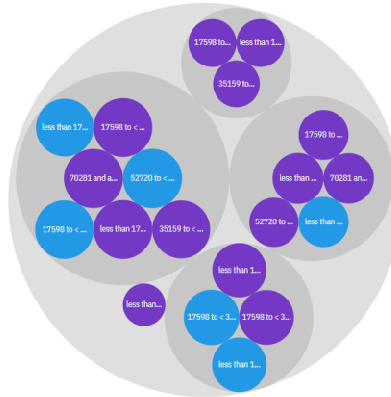 17598 to...
less than 1...
35159 to...
less than 17...
17598 to < ...
70281 and a...
52720 to < ...
17598 to < ...
less than 17...
35159 to < ...
17598 to ...
less than ...
70281 an...
52720 to ...
less than ...
less than...
less than 1...
17598 to < 3...
17598 to < 3...
less than 1...